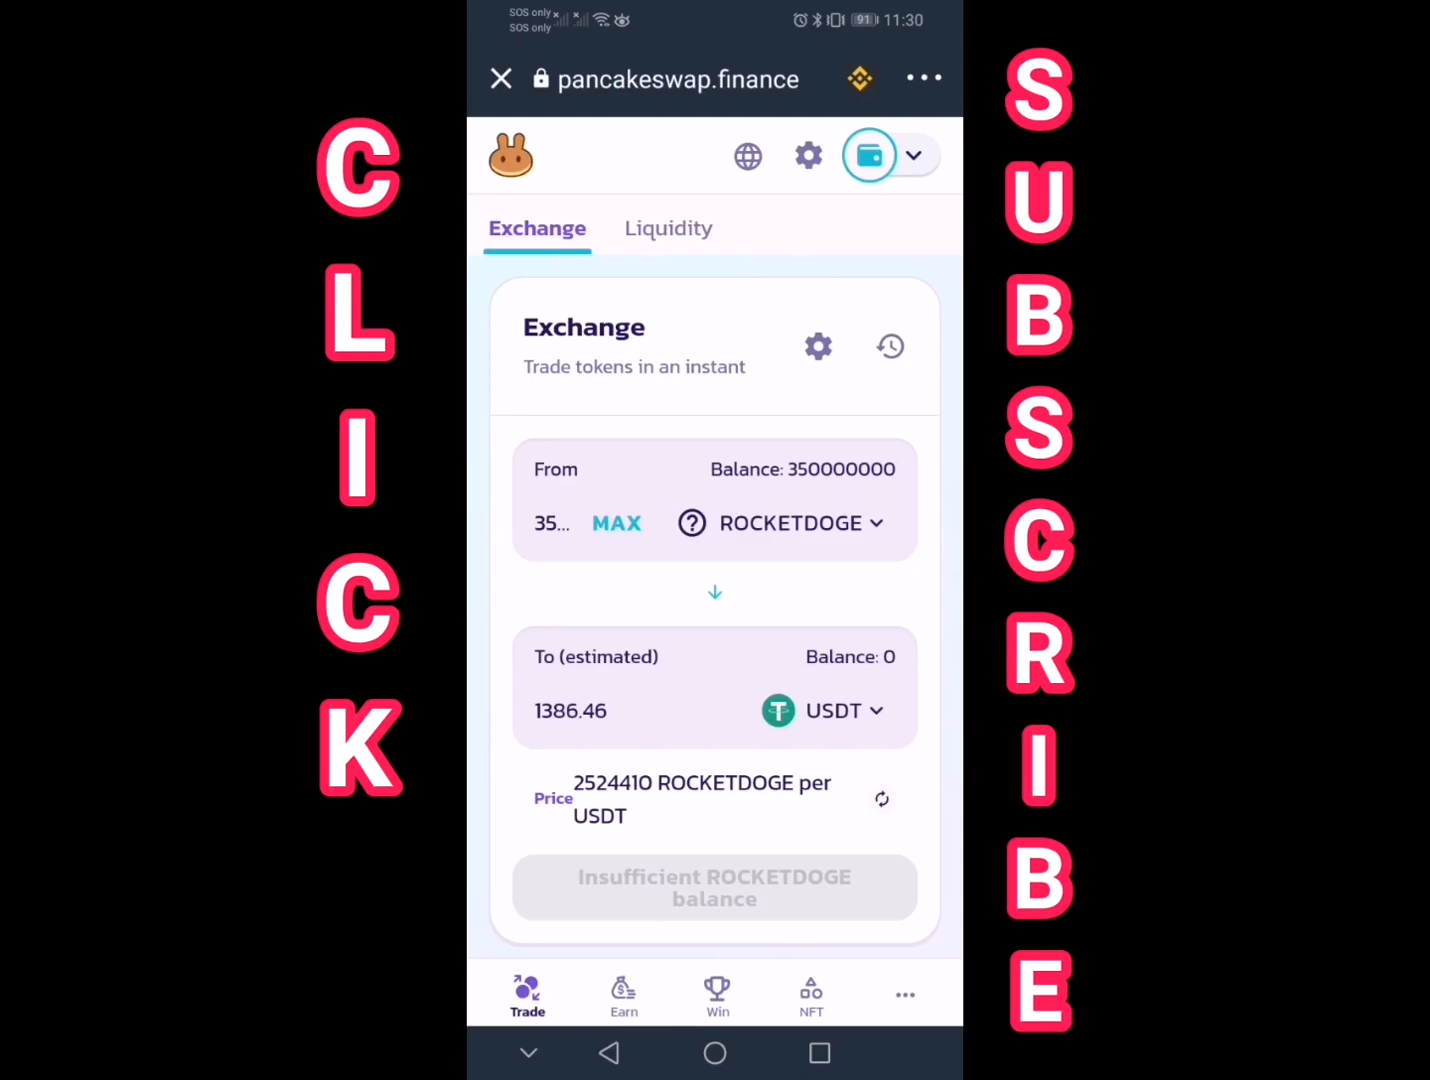 CLICK
SOS only
SOS only
91 11:30
pancakeswap.finance
Exchange Liquidity
Exchange
Trade tokens in an instant
From Balance: 350000000
35... MAX ROCKETDOGE
To (estimated) Balance: 0
1386.46 USDT
Price 2524410 ROCKETDOGE per
USDT
Insufficient ROCKETDOGE
balance
Trade Earn Win NFT
SUBSCRIBE